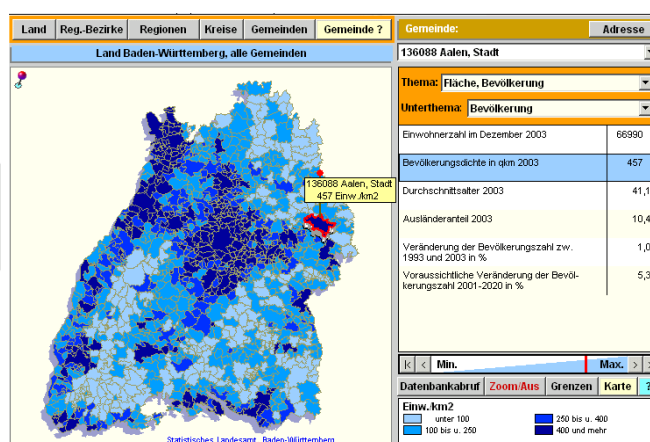 Land Reg.-Bezirke Regionen Kreise Gemeinden Gemeinde ?
Land Baden-Württemberg, alle Gemeinden
136088 Aalen, Stadt
457 Einw./km2
Statistisches Landesamt Baden-Württemberg
Gemeinde: Adresse
136088 Aalen, Stadt
Thema: Fläche, Bevölkerung
Unterthema: Bevölkerung
Einwohnerzahl im Dezember 2003 66990
Bevölkerungsdichte in qkm 2003 457
Durchschnittsalter 2003 41,1
Ausländeranteil 2003 10,4
Veränderung der Bevölkerungszahl zw.
1993 und 2003 in % 1,0
Voraussichtliche Veränderung der Bevöl-
kerungszahl 2001-2020 in % 5,3
|< < Min. Max. >
Datenbankabruf Zoom/Aus Grenzen Karte ?
Einw./km2
unter 100 250 bis u. 400
100 bis u. 250 400 und mehr